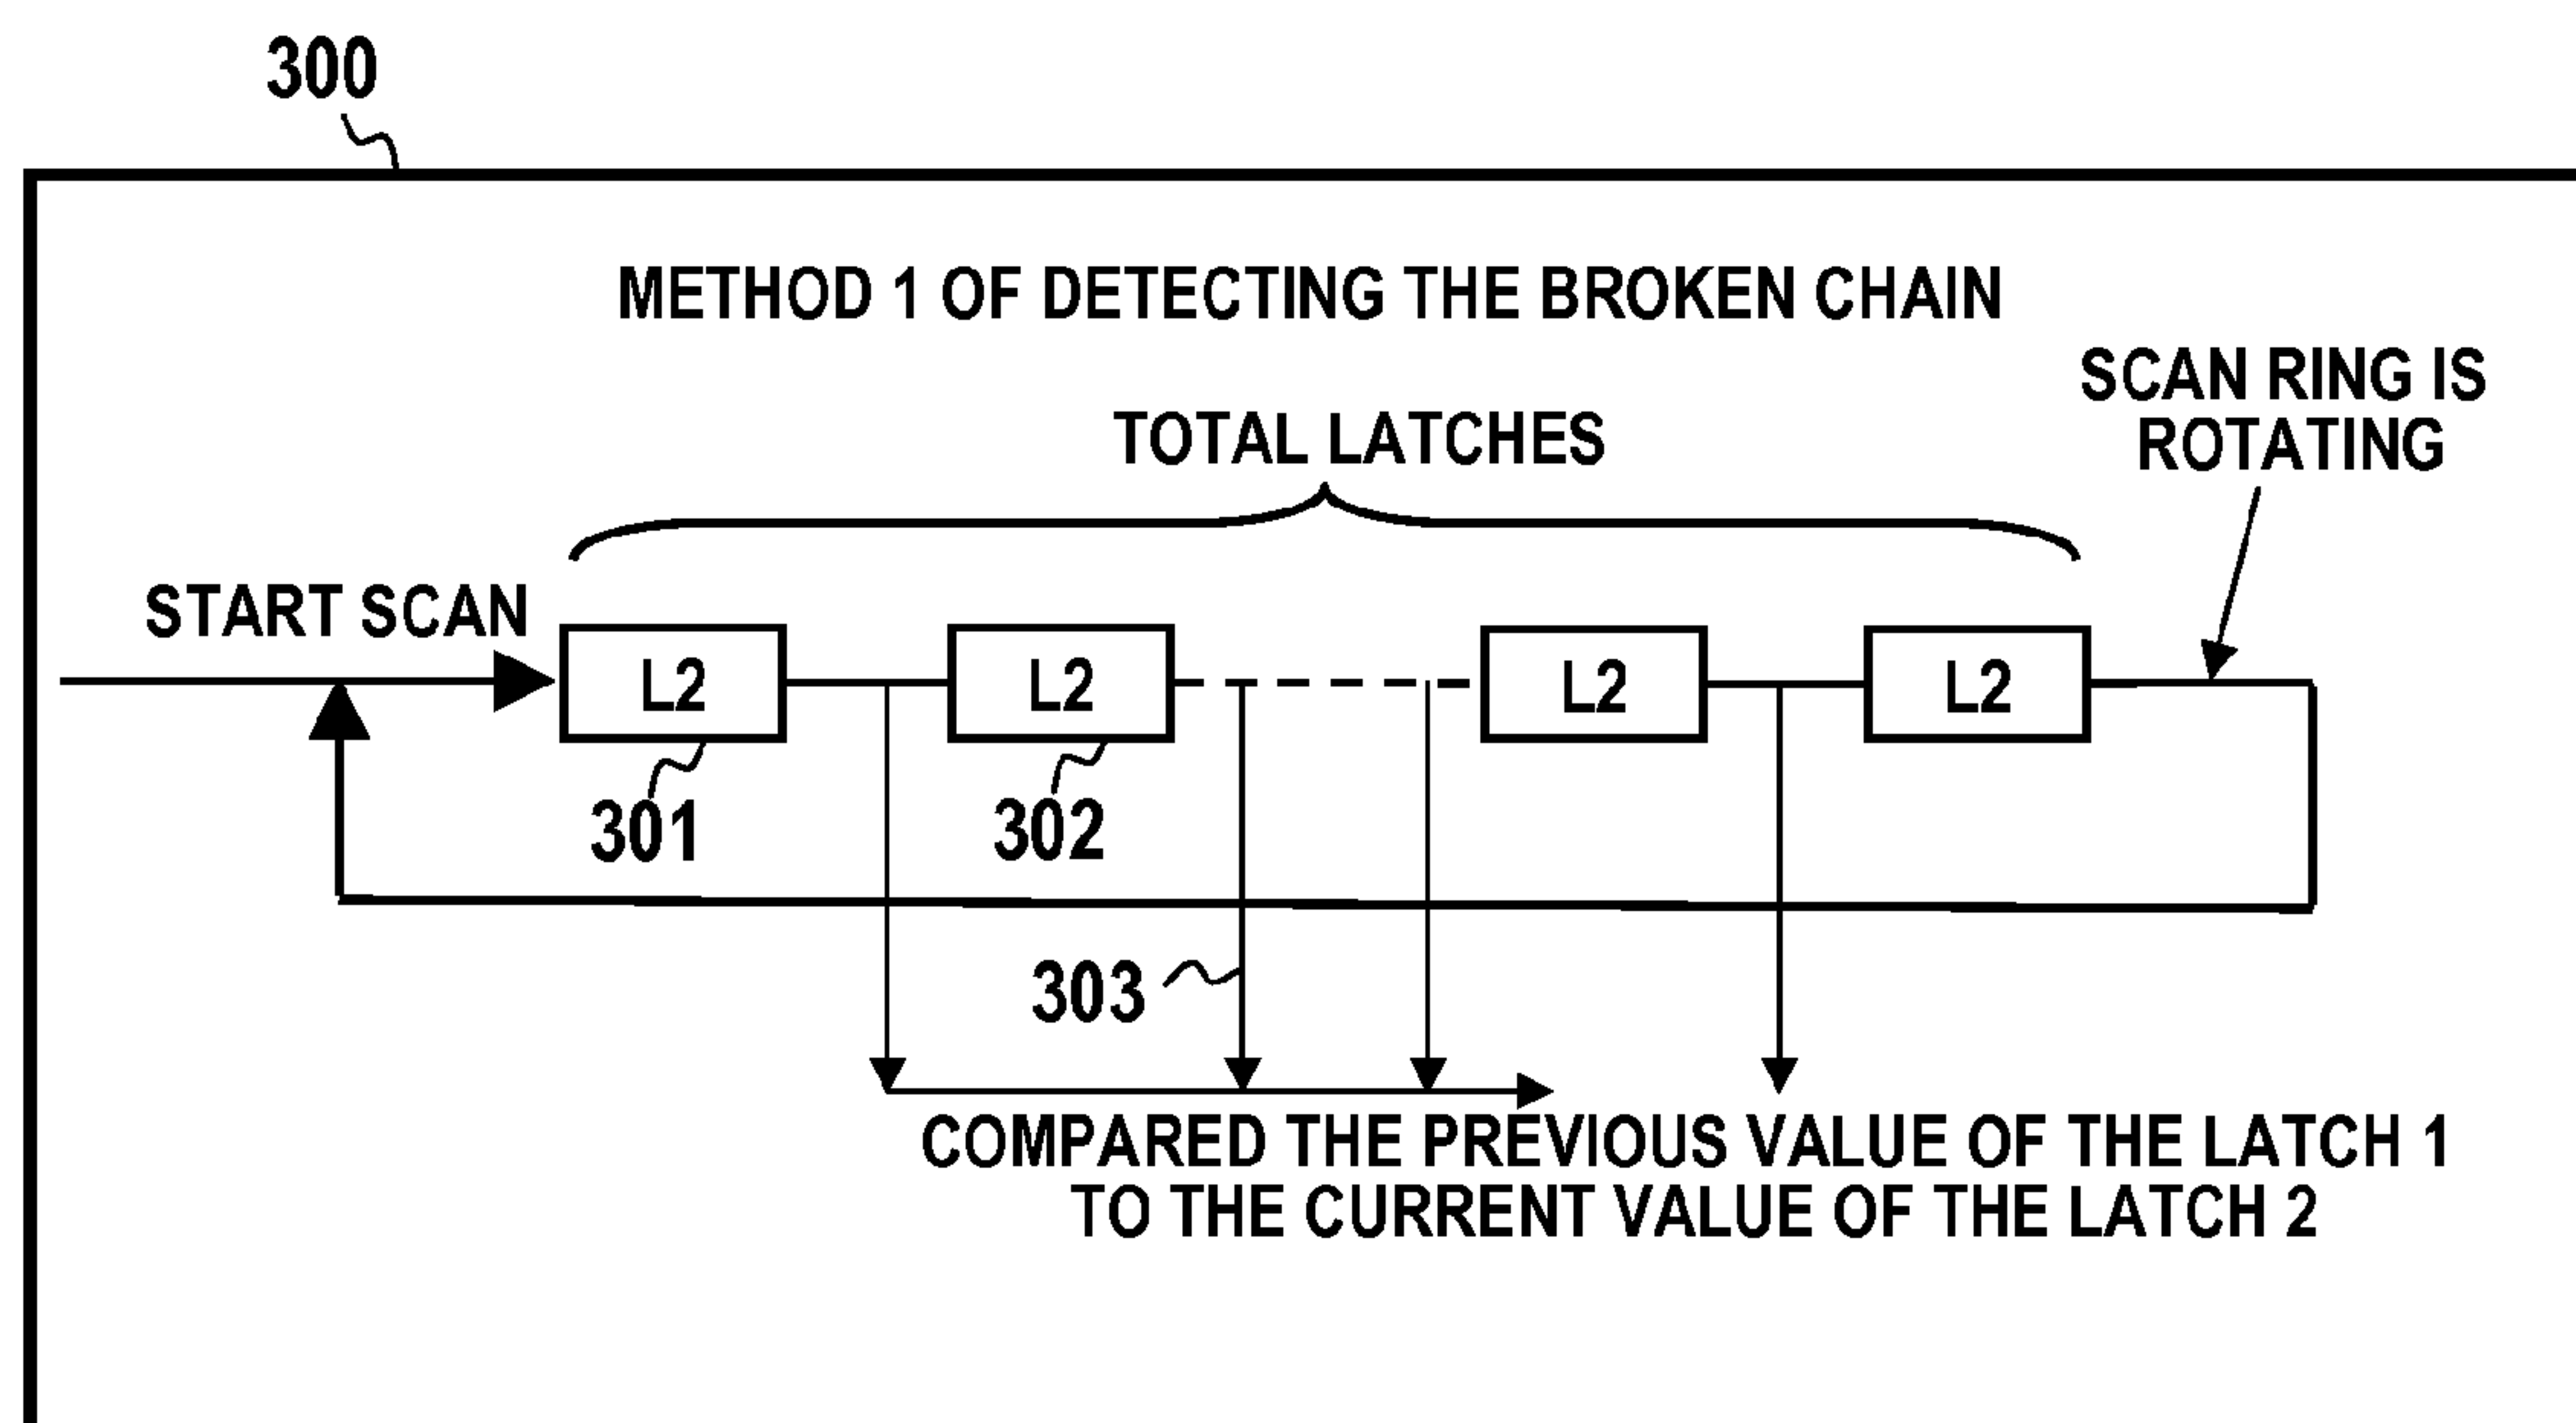 300
METHOD 1 OF DETECTING THE BROKEN CHAIN
SCAN RING IS
ROTATING
TOTAL LATCHES
START SCAN
L2 L2 L2 L2
301 302
303
COMPARED THE PREVIOUS VALUE OF THE LATCH 1
TO THE CURRENT VALUE OF THE LATCH 2